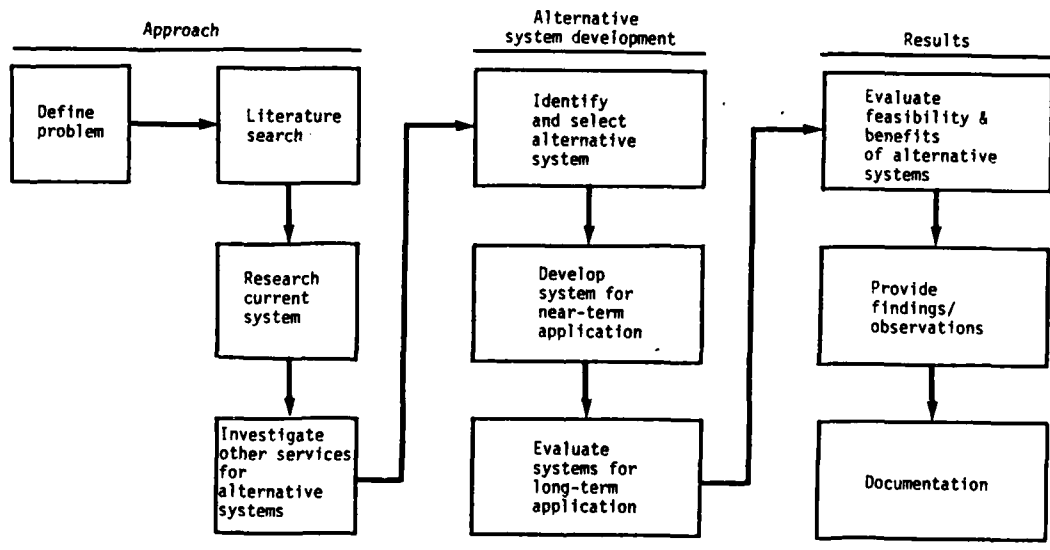 Approach
Define
problem
Literature
search
Research
current
system
Investigate
other services
for
alternative
systems
Alternative
system development
Identify
and select
alternative
system
Develop
system for
near-term
application
Evaluate
systems for
long-term
application
Results
Evaluate
feasibility &
benefits
of alternative
systems
Provide
findings/
observations
Documentation